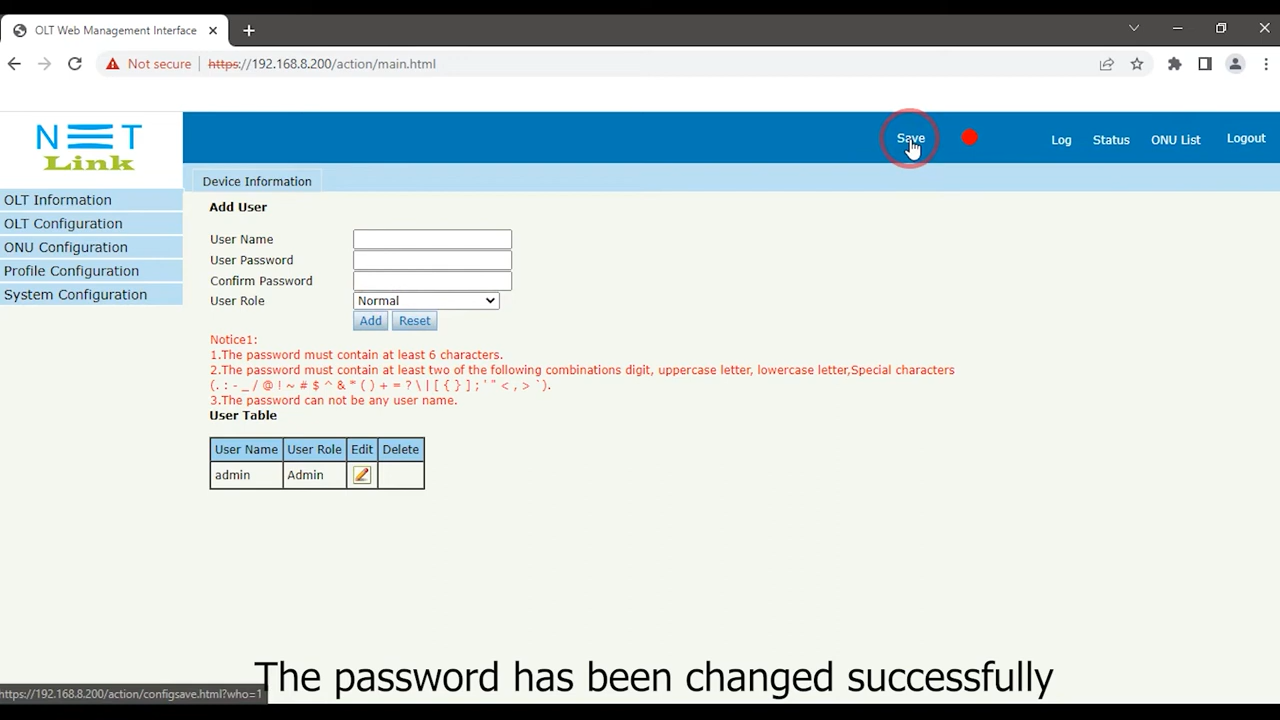 OLT Web Management Interface
Not secure https://192.168.8.200/action/main.html
NET
Link
Save Log Status ONU List Logout
Device Information
OLT Information
OLT Configuration
ONU Configuration
Profile Configuration
System Configuration
Add User
User Name
User Password
Confirm Password
User Role Normal
Add Reset
Notice1:
1.The password must contain at least 6 characters.
2.The password must contain at least two of the following combinations digit, uppercase letter, lowercase letter,Special characters
(. : - _ / @ ! ~ # $ ^ & * ( ) + = ? \ | [ { } ] ; ' " < , > `).
3.The password can not be any user name.
User Table
User Name User Role Edit Delete
admin Admin
The password has been changed successfully
https://192.168.8.200/action/configsave.html?who=1